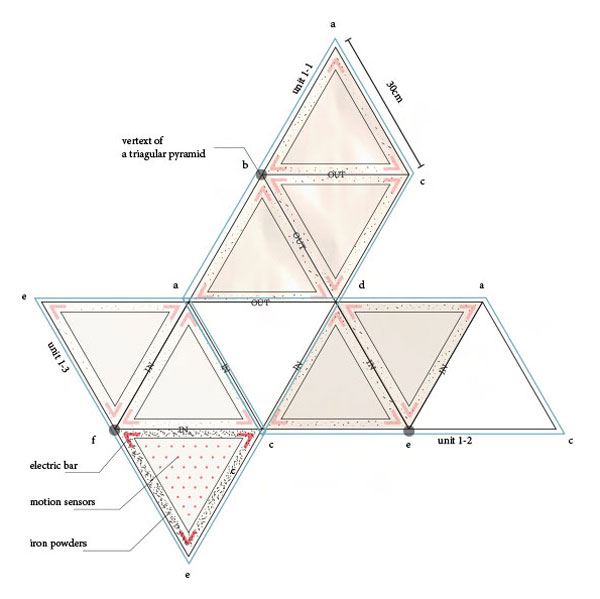 a
unit 1-1
30cm
vertext of
a triagular pyramid
b
OUT
c
OUT
a
d
a
e
OUT
unit 1-3
IN
IN
IN
IN
IN
f
IN
c
e
unit 1-2
c
electric bar
motion sensors
iron powders
e